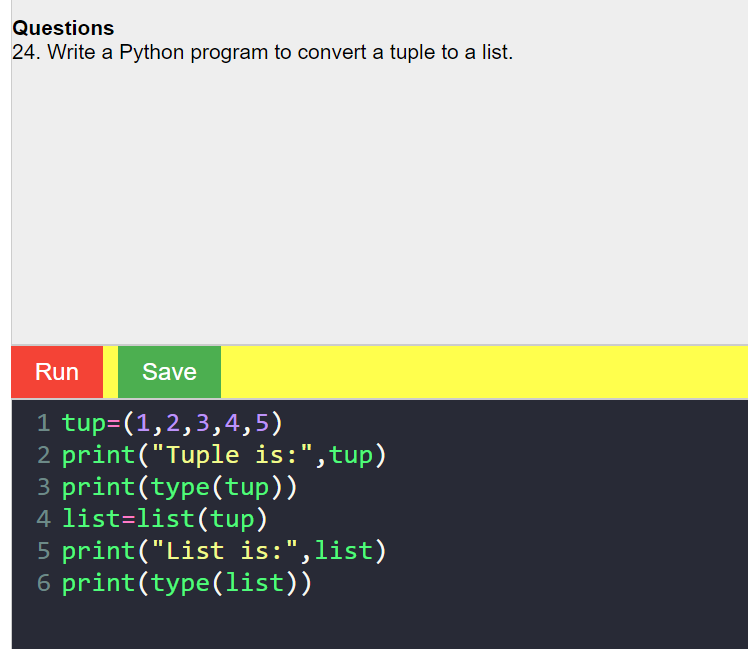 Questions
24. Write a Python program to convert a tuple to a list.
Run Save
1 tup=(1,2,3,4,5)
2 print("Tuple is:",tup)
3 print(type(tup))
4 list=list(tup)
5 print("List is:",list)
6 print(type(list))